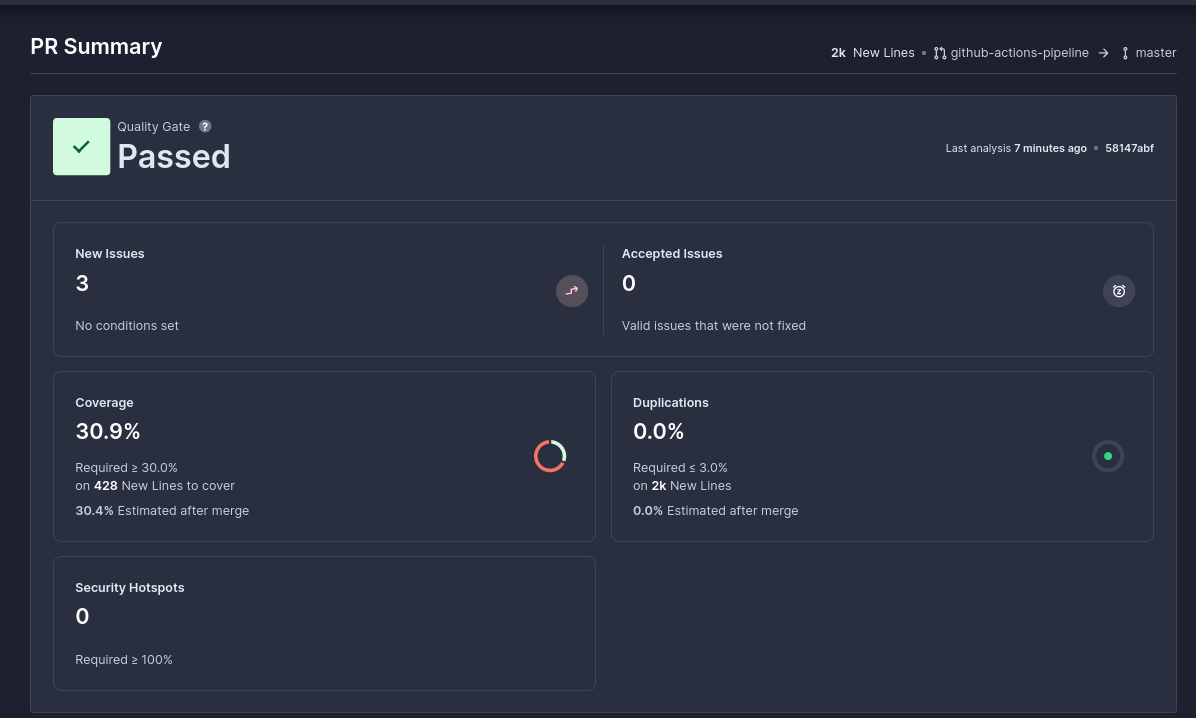 PR Summary
2k New Lines • github-actions-pipeline → master
Quality Gate ?
Passed
Last analysis 7 minutes ago • 58147abf
New Issues
3
No conditions set
Accepted Issues
0
Valid issues that were not fixed
Coverage
30.9%
Required ≥ 30.0%
on 428 New Lines to cover
30.4% Estimated after merge
Duplications
0.0%
Required ≤ 3.0%
on 2k New Lines
0.0% Estimated after merge
Security Hotspots
0
Required ≥ 100%